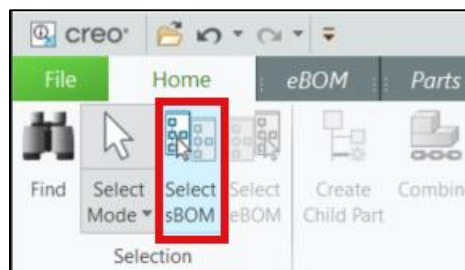 creo
File Home eBOM Parts
Find Select Select Select Create Combin
Mode sBOM eBOM Child Part
Selection